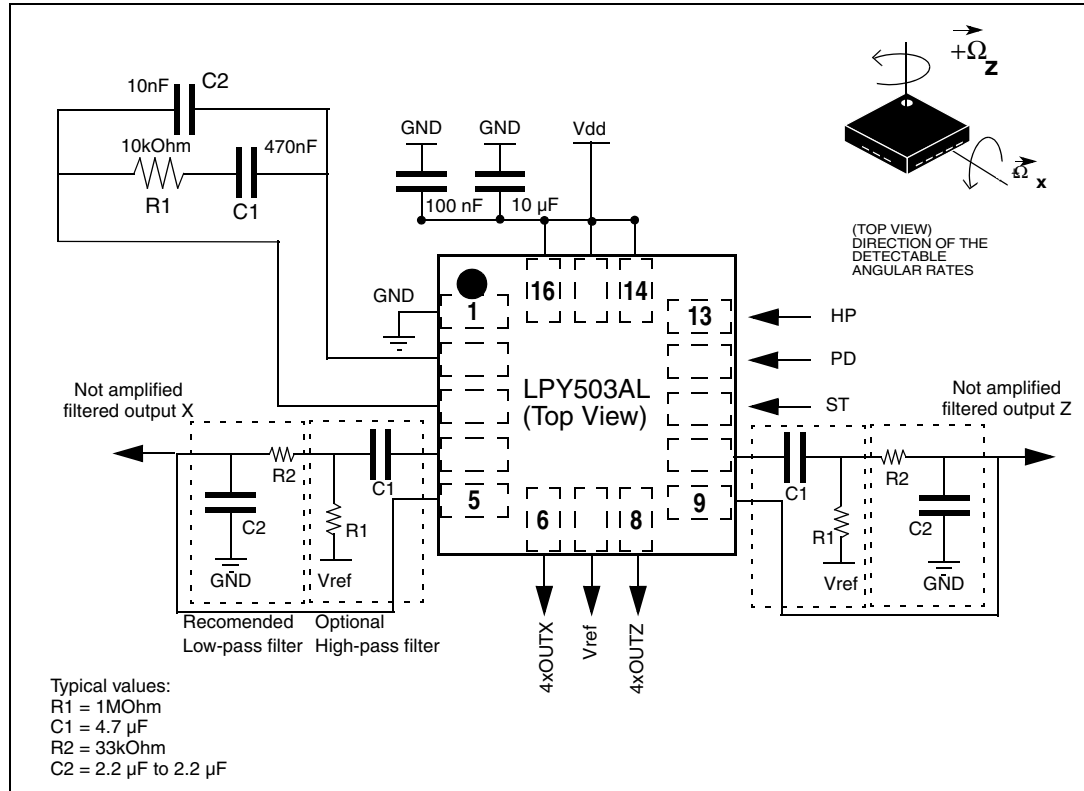 10nF
C2
10kOhm
470nF
R1
C1
GND
GND
Vdd
100 nF
10 µF
+Ω Z
Ω x
(TOP VIEW)
DIRECTION OF THE
DETECTABLE
ANGULAR RATES
GND
1
16
14
13
HP
PD
ST
LPY503AL
(Top View)
5
6
8
9
Not amplified
filtered output X
R2
C1
C2
R1
GND
Vref
Recomended
Low-pass filter
Optional
High-pass filter
Not amplified
filtered output Z
C1
R2
R1
C2
Vref
GND
4xOUTX
Vref
4xOUTZ
Typical values:
R1 = 1MOhm
C1 = 4.7 µF
R2 = 33kOhm
C2 = 2.2 µF to 2.2 µF